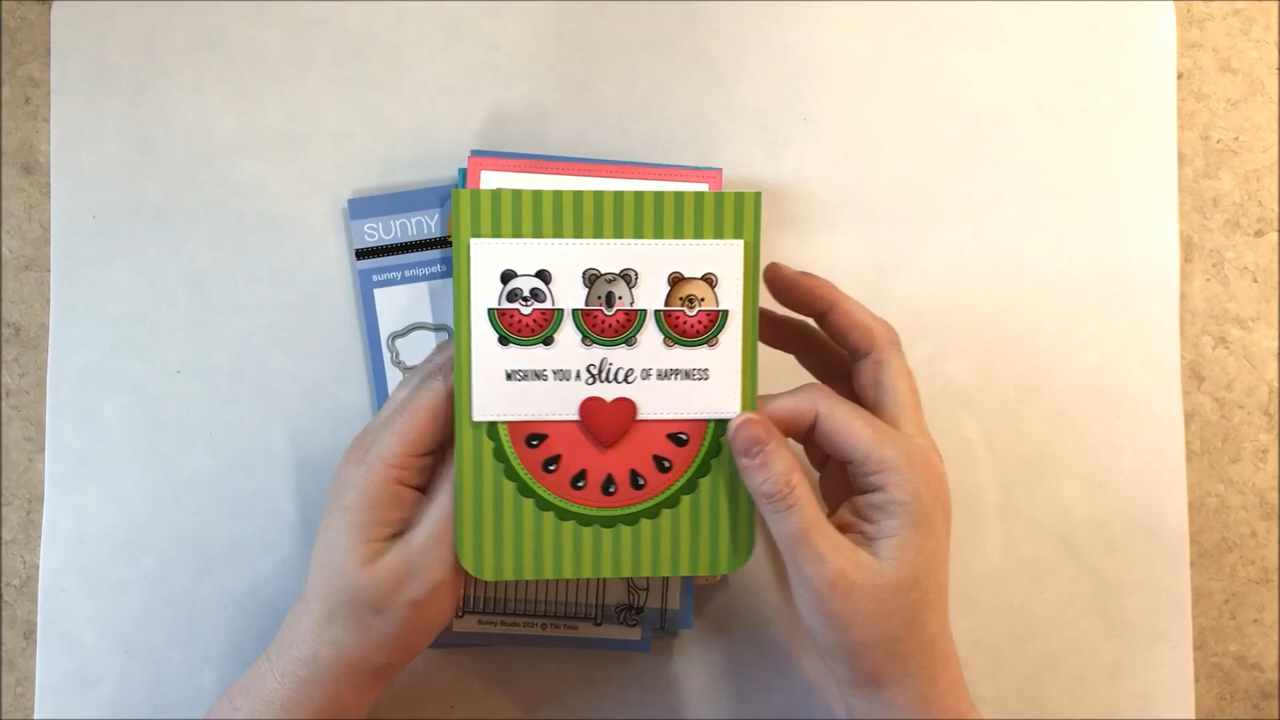 sunny
sunny snippets
WISHING YOU A slice OF HAPPINESS
Sunny Studio 2021 @ Tiki Time